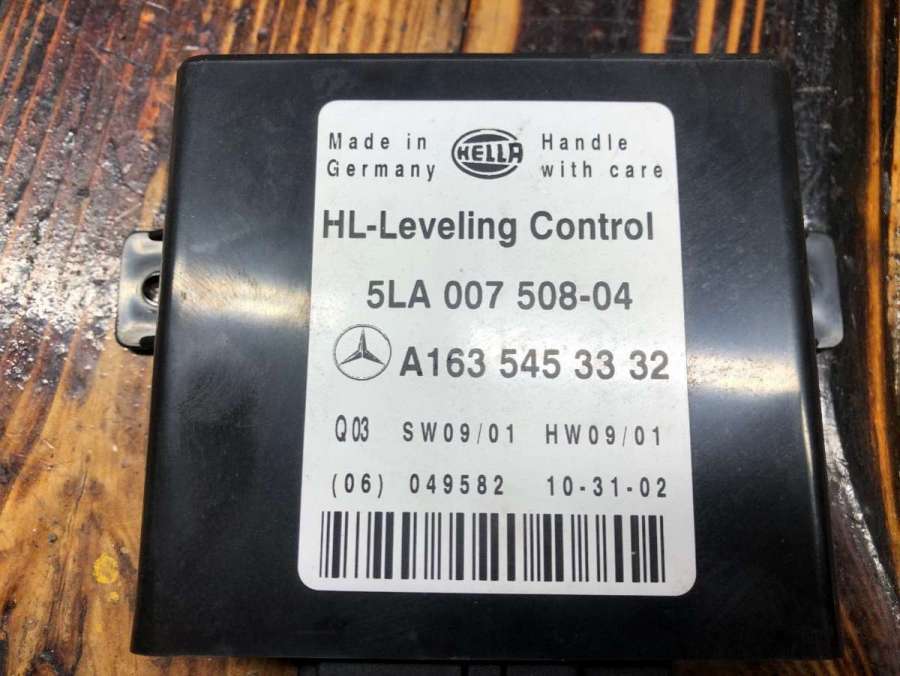 Made in HELLA Handle
Germany with care
HL-Leveling Control
5LA 007 508-04
A163 545 33 32
Q03 SW09/01 HW09/01
(06) 049582 10-31-02